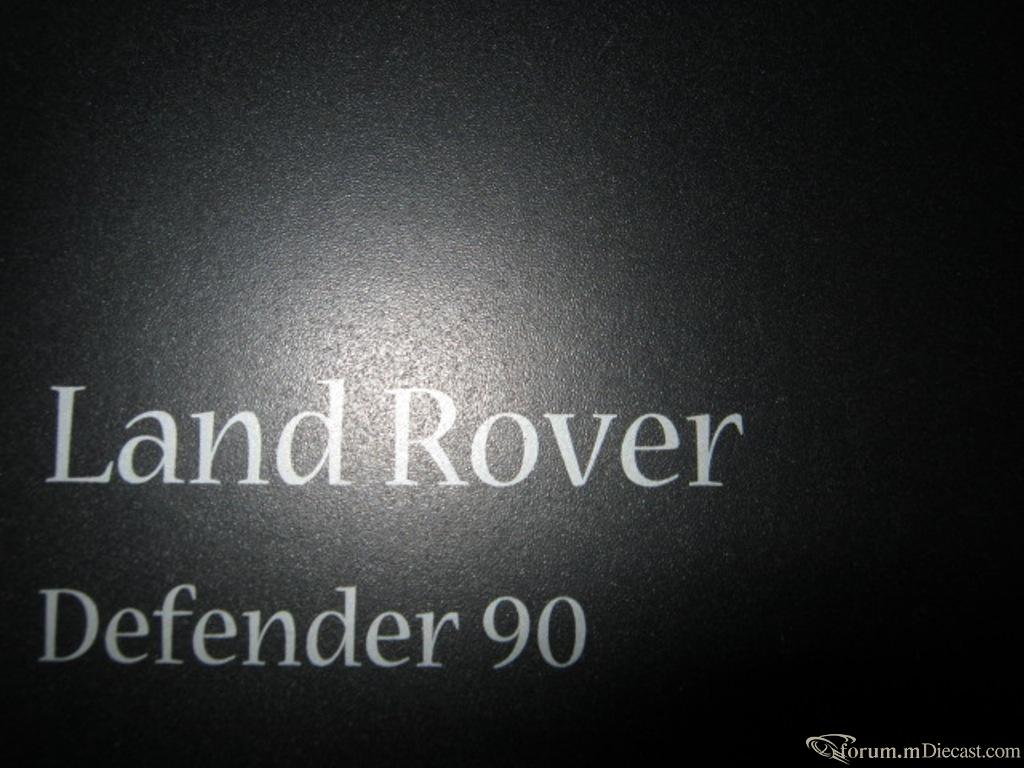 Land Rover
Defender 90
forum.mDiecast.com